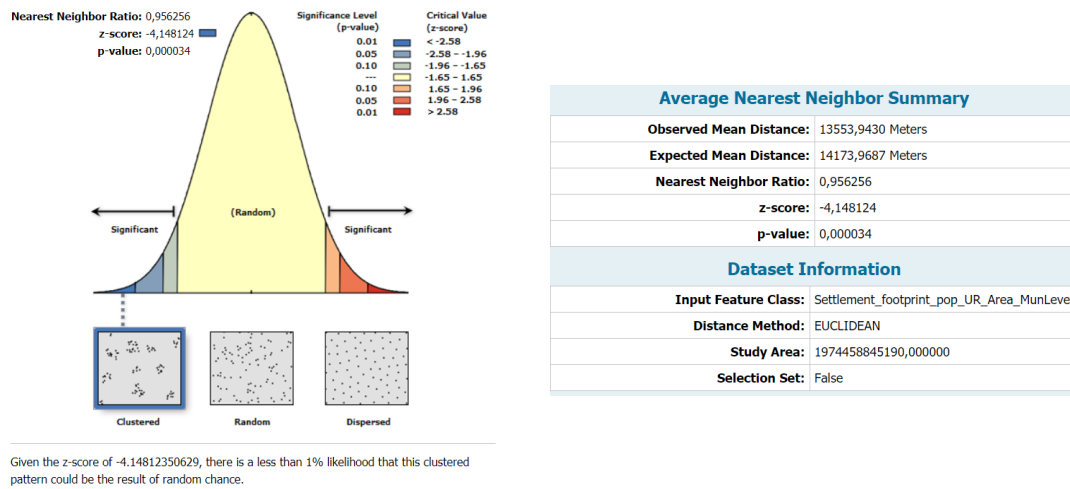 Nearest Neighbor Ratio: 0,956256
z-score: -4,148124
p-value: 0,000034
Significance Level (p-value)
Critical Value (z-score)
0.01 < -2.58
0.05 -2.58 – -1.96
0.10 -1.96 – -1.65
--- -1.65 – 1.65
0.10 1.65 – 1.96
0.05 1.96 – 2.58
0.01 > 2.58
(Random)
Significant
Significant
Clustered
Random
Dispersed
Given the z-score of -4.14812350629, there is a less than 1% likelihood that this clustered
pattern could be the result of random chance.
Average Nearest Neighbor Summary
Observed Mean Distance: 13553,9430 Meters
Expected Mean Distance: 14173,9687 Meters
Nearest Neighbor Ratio: 0,956256
z-score: -4,148124
p-value: 0,000034
Dataset Information
Input Feature Class: Settlement_footprint_pop_UR_Area_MunLeve
Distance Method: EUCLIDEAN
Study Area: 1974458845190,000000
Selection Set: False